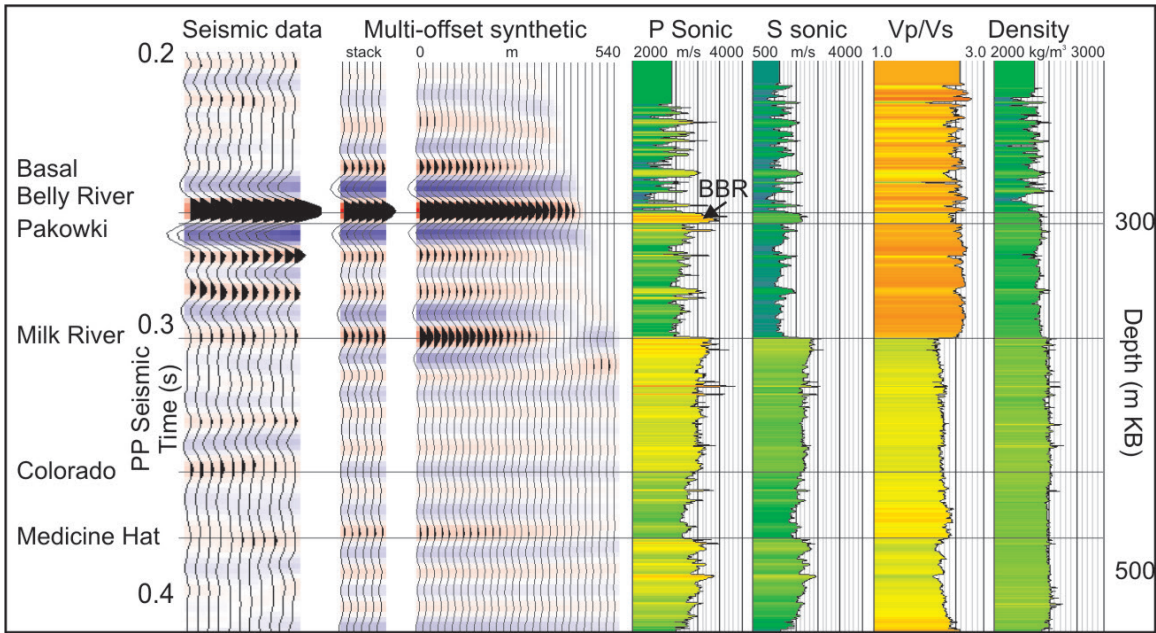 Seismic data
Multi-offset synthetic
P Sonic
S sonic
Vp/Vs
Density
stack
0 m 540
2000 m/s 4000
500 m/s 4000
1.0 3.0
2000 kg/m³ 3000
0.2
Basal
Belly River
BBR
Pakowki
300
Milk River
0.3
PP Seismic
Time (s)
Depth (m KB)
Colorado
Medicine Hat
500
0.4